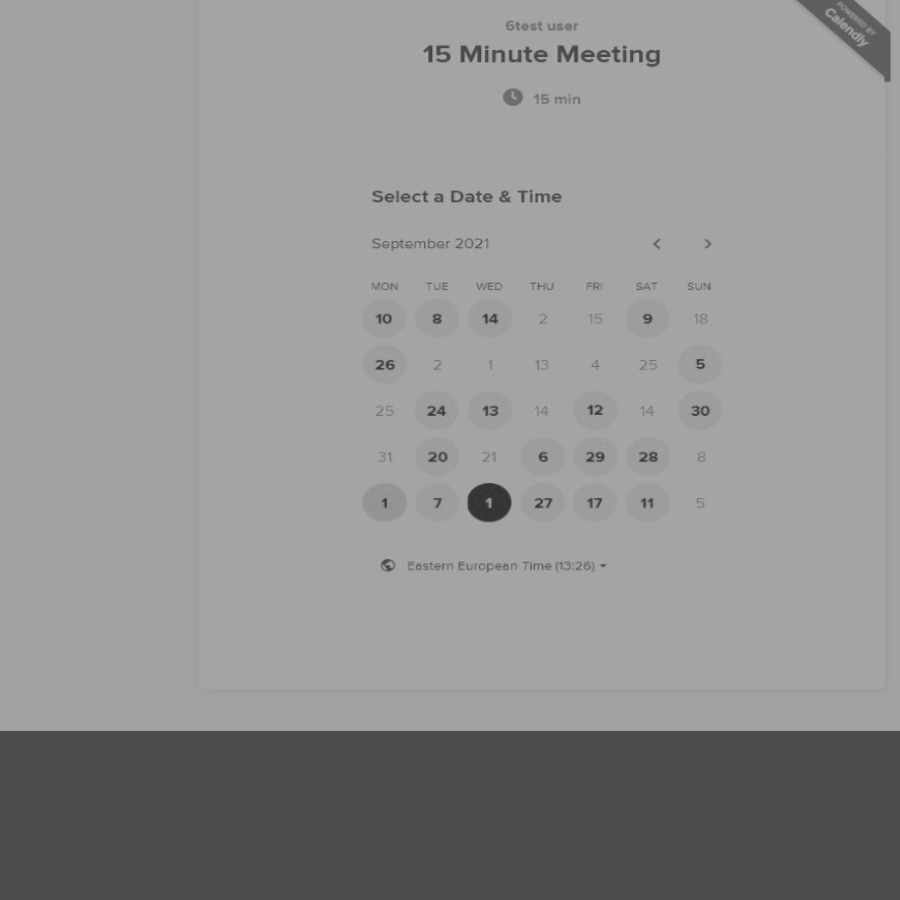 POWERED BY
Calendly
6test user
15 Minute Meeting
15 min
Select a Date & Time
September 2021
< >
MON TUE WED THU FRI SAT SUN
10 8 14 2 15 9 18
26 2 1 13 4 25 5
25 24 13 14 12 14 30
31 20 21 6 29 28 8
1 7 1 27 17 11 5
Eastern European Time (13:26)